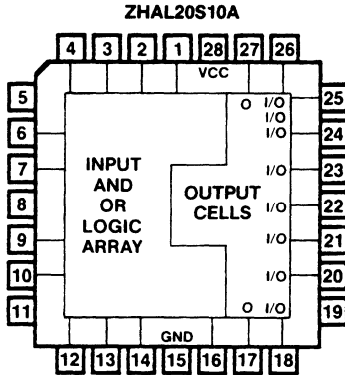 ZHAL20S10A
4 3 2 1 28 27 26
VCC
5 O I/O 25
I/O
6 I/O 24
7 INPUT I/O 23
AND
8 OR OUTPUT I/O 22
LOGIC CELLS
9 ARRAY I/O 21
10 I/O 20
11 O I/O 19
GND
12 13 14 15 16 17 18